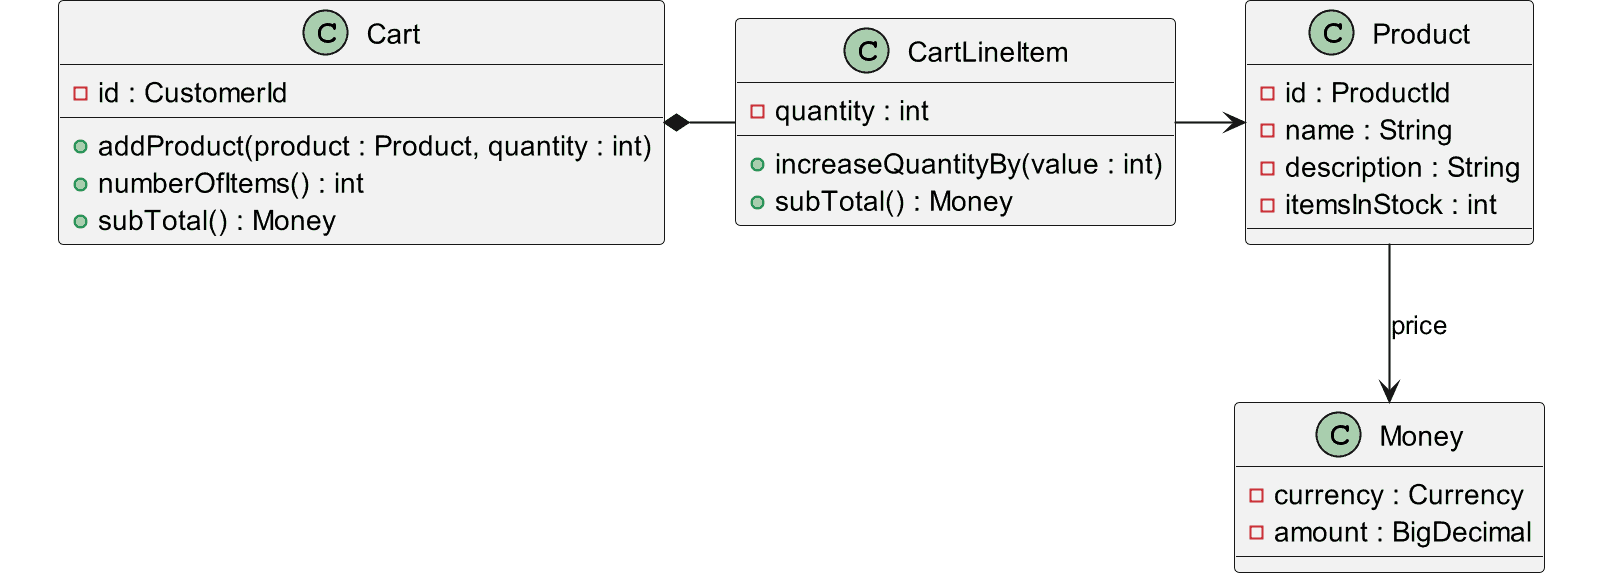 C Cart
id : CustomerId
addProduct(product : Product, quantity : int)
numberOfItems() : int
subTotal() : Money
C CartLineItem
quantity : int
increaseQuantityBy(value : int)
subTotal() : Money
C Product
id : ProductId
name : String
description : String
itemsInStock : int
price
C Money
currency : Currency
amount : BigDecimal